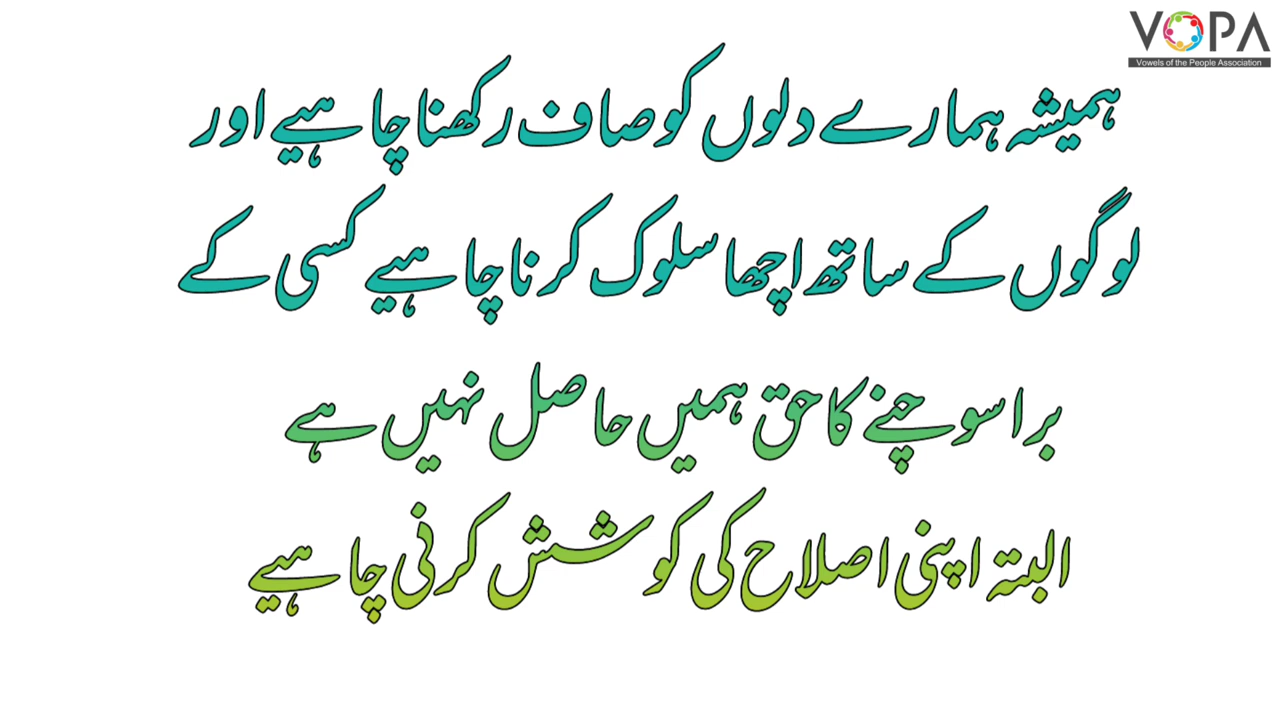 VOPA
Vowels of the People Association
ہمیشہ ہمارے دلوں کو صاف رکھنا چاہیے اور
لوگوں کے ساتھ اچھا سلوک کرنا چاہیے کسی کے
برا سوچنے کا حق ہمیں حاصل نہیں ہے
البتہ اپنی اصلاح کی کوشش کرنی چاہیے